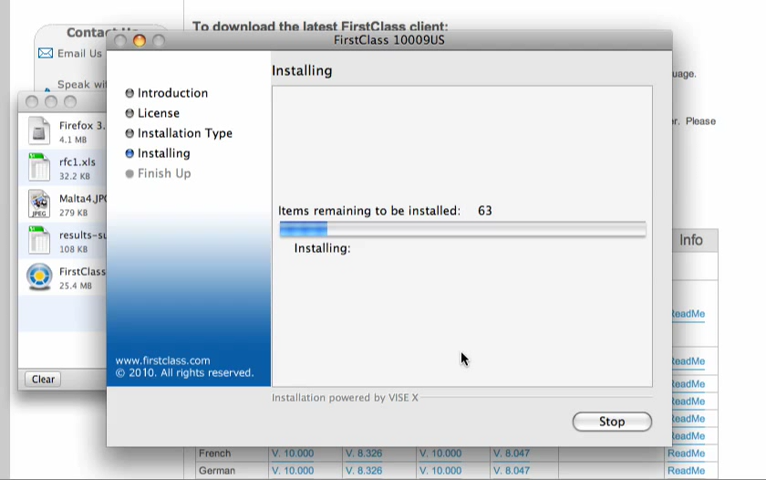 To download the latest FirstClass client:
Contact Us
Email Us
Speak wi
uage.
r. Please
Firefox 3.
4.1 MB
rfc1.xls
32.2 KB
Malta4.JPG
279 KB
results-su
108 KB
FirstClass
25.4 MB
Clear
FirstClass 10009US
Installing
Introduction
License
Installation Type
Installing
Finish Up
Items remaining to be installed: 63
Installing:
www.firstclass.com
© 2010. All rights reserved.
Installation powered by VISE X
Stop
Info
ReadMe
ReadMe
ReadMe
ReadMe
ReadMe
ReadMe
French V. 10.000 V. 8.326 V. 10.000 V. 8.047 ReadMe
German V. 10.000 V. 8.326 V. 10.000 V. 8.047 ReadMe